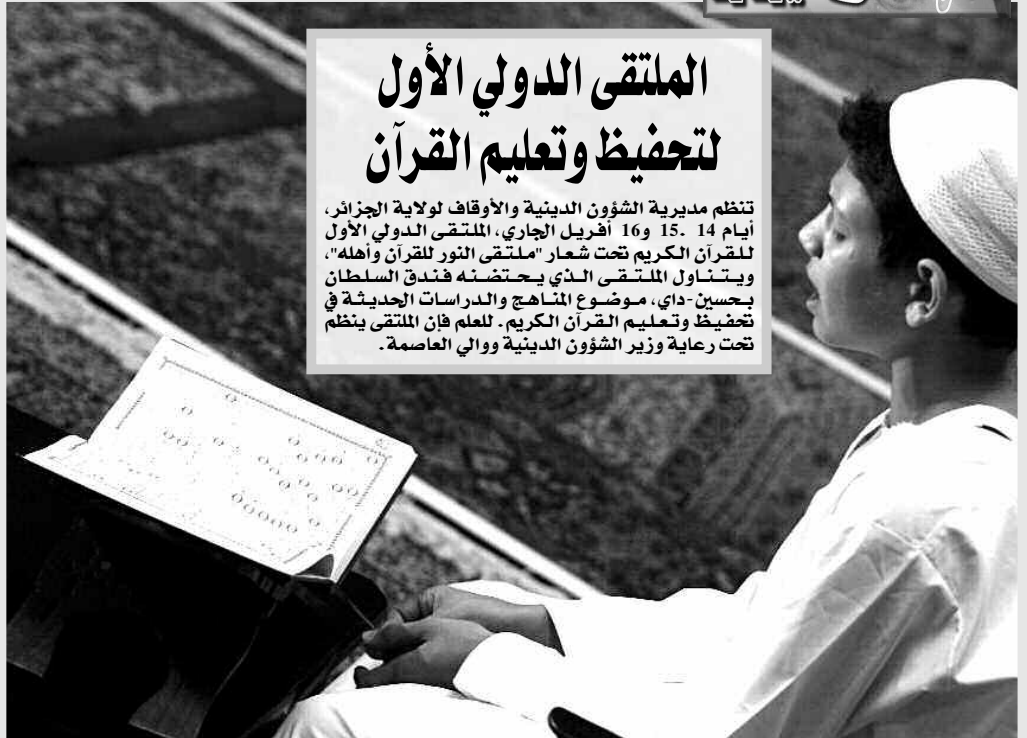 الملتقى الدولي الأول
لتحفيظ وتعليم القرآن
تنظم مديرية الشؤون الدينية والأوقاف لولاية الجزائر،
أيام 14 .15 و16 أفريل الجاري، الملتقى الدولي الأول
للقرآن الكريم تحت شعار "ملتقى النور للقرآن وأهله"،
ويتناول الملتقى الذي يحتضنه فندق السلطان
بحسين-داي، موضوع المناهج والدراسات الحديثة في
تحفيظ وتعليم القرآن الكريم. للعلم فإن الملتقى ينظم
تحت رعاية وزير الشؤون الدينية ووالي العاصمة.